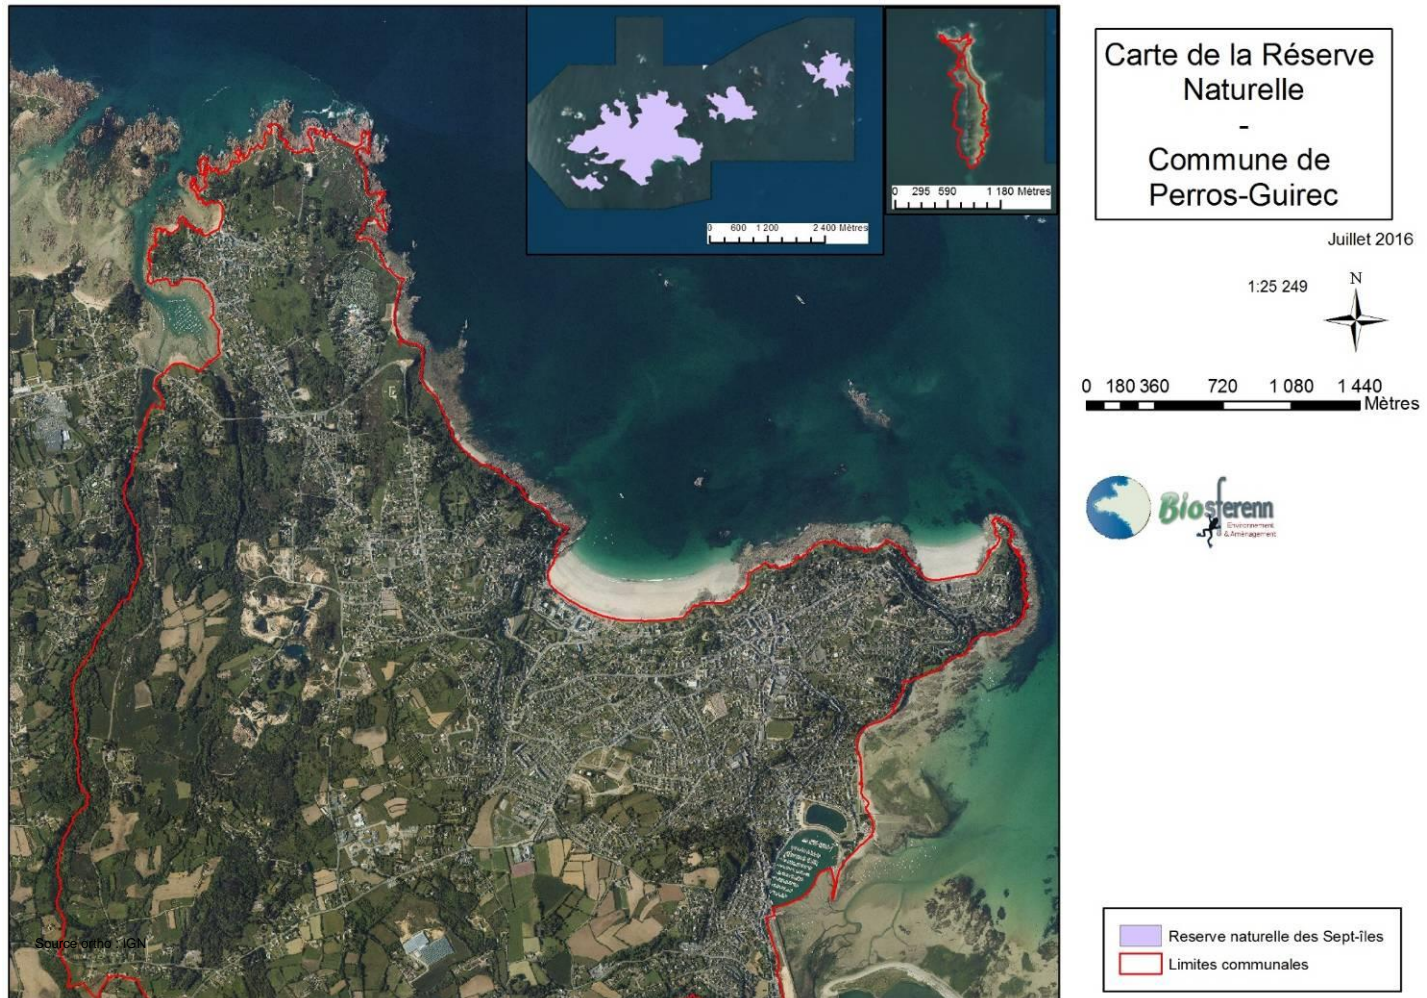 Carte de la Réserve
Naturelle
-
Commune de
Perros-Guirec
Juillet 2016
1:25 249
N
0 180 360 720 1 080 1 440
Mètres
0 600 1 200 2 400 Mètres
0 295 590 1 180 Mètres
Biosferenn
Environnement
& Aménagement
Source ortho : IGN
Reserve naturelle des Sept-îles
Limites communales